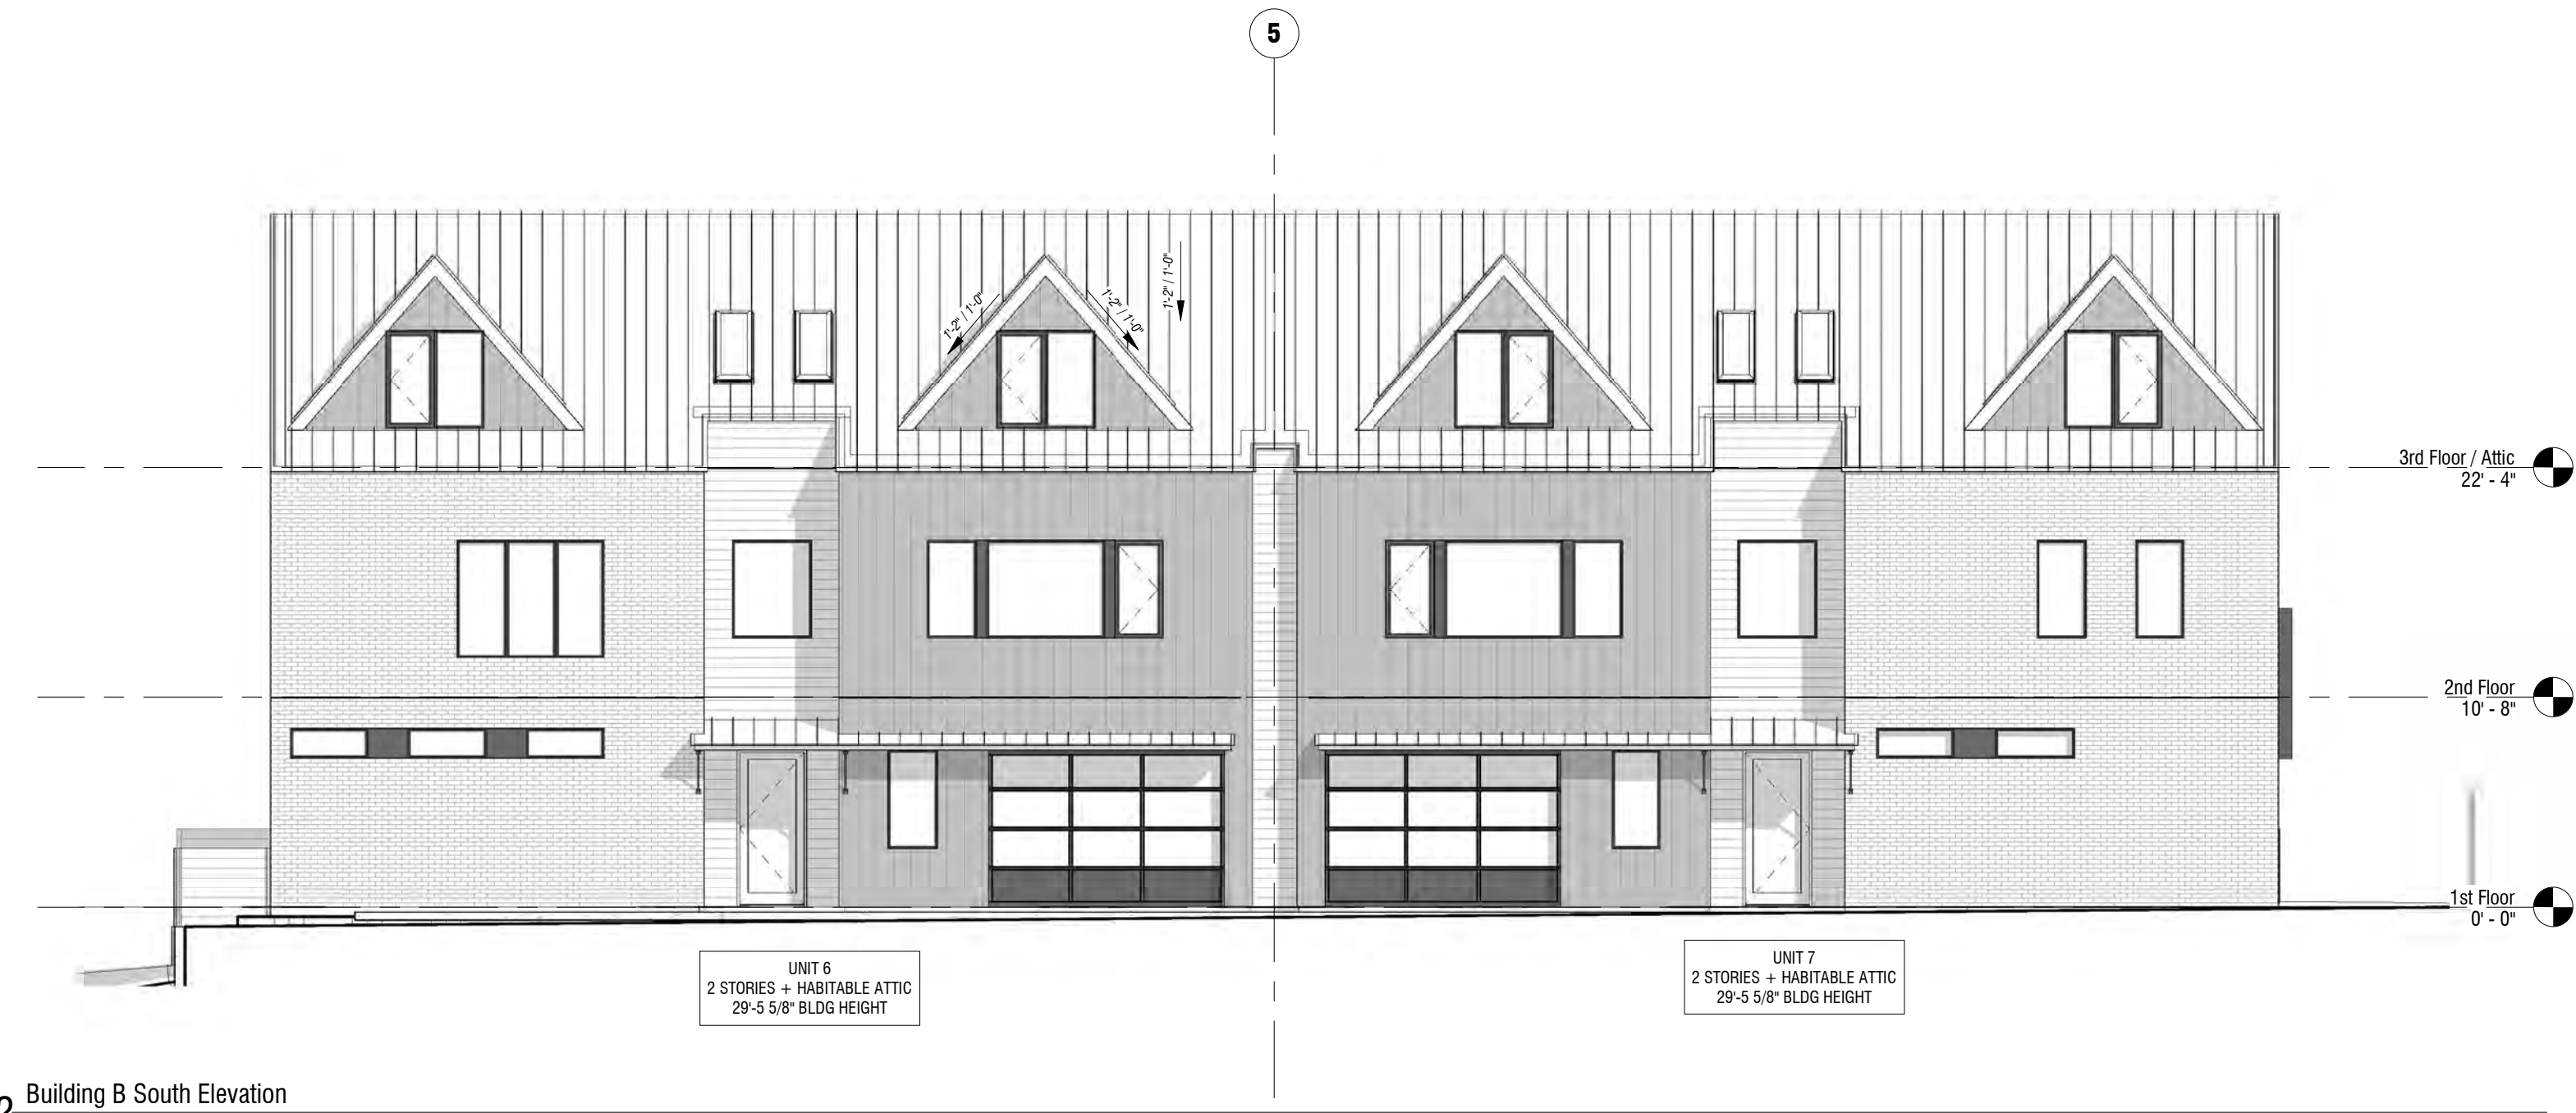 5
1'-2" / 1'-0"
1'-2" / 1'-0"
1'-2" / 1'-0"
3rd Floor / Attic
22' - 4"
2nd Floor
10' - 8"
1st Floor
0' - 0"
UNIT 6
2 STORIES + HABITABLE ATTIC
29'-5 5/8" BLDG HEIGHT
UNIT 7
2 STORIES + HABITABLE ATTIC
29'-5 5/8" BLDG HEIGHT
2 Building B South Elevation